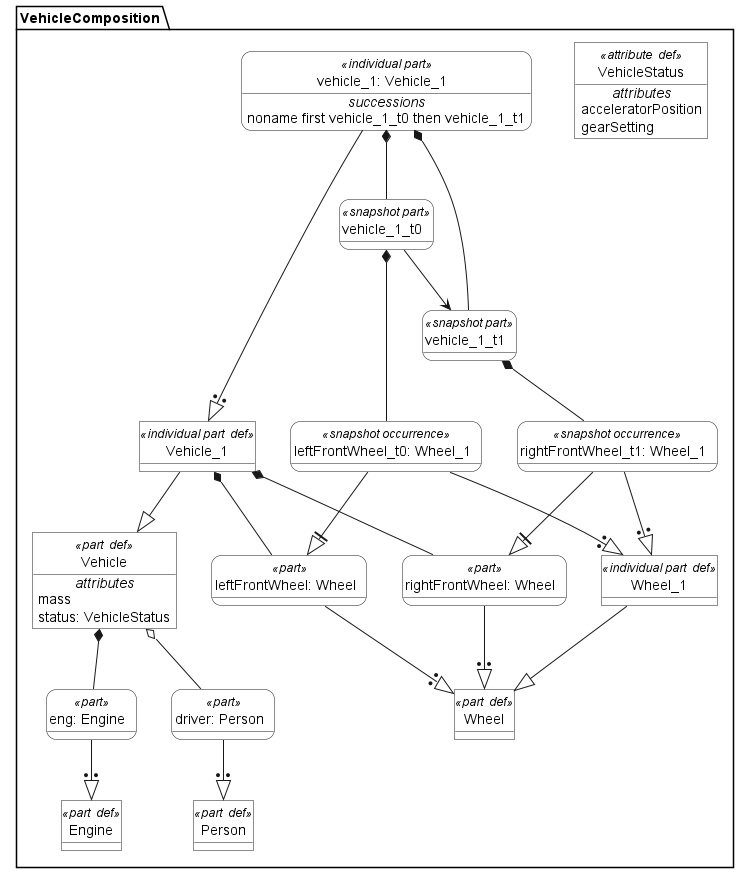 VehicleComposition
«individual part»
vehicle_1: Vehicle_1
successions
noname first vehicle_1_t0 then vehicle_1_t1
«attribute def»
VehicleStatus
attributes
acceleratorPosition
gearSetting
«snapshot part»
vehicle_1_t0
«snapshot part»
vehicle_1_t1
«individual part def»
Vehicle_1
«snapshot occurrence»
leftFrontWheel_t0: Wheel_1
«snapshot occurrence»
rightFrontWheel_t1: Wheel_1
«part def»
Vehicle
attributes
mass
status: VehicleStatus
«part»
leftFrontWheel: Wheel
«part»
rightFrontWheel: Wheel
«individual part def»
Wheel_1
«part»
eng: Engine
«part»
driver: Person
«part def»
Wheel
«part def»
Engine
«part def»
Person